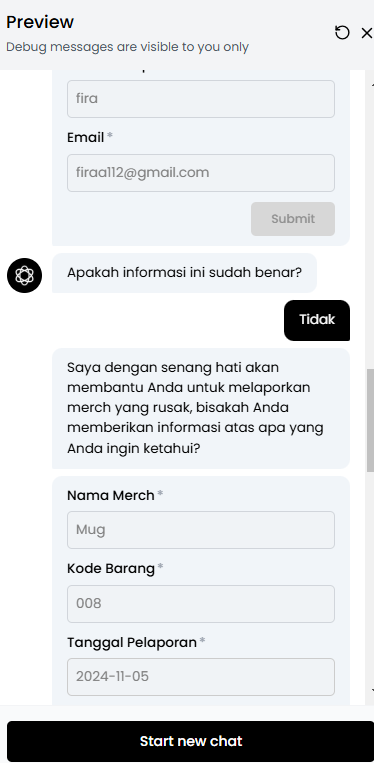 Preview
Debug messages are visible to you only
fira
Email *
firaa112@gmail.com
Submit
Apakah informasi ini sudah benar?
Tidak
Saya dengan senang hati akan
membantu Anda untuk melaporkan
merch yang rusak, bisakah Anda
memberikan informasi atas apa yang
Anda ingin ketahui?
Nama Merch *
Mug
Kode Barang *
008
Tanggal Pelaporan *
2024-11-05
Start new chat